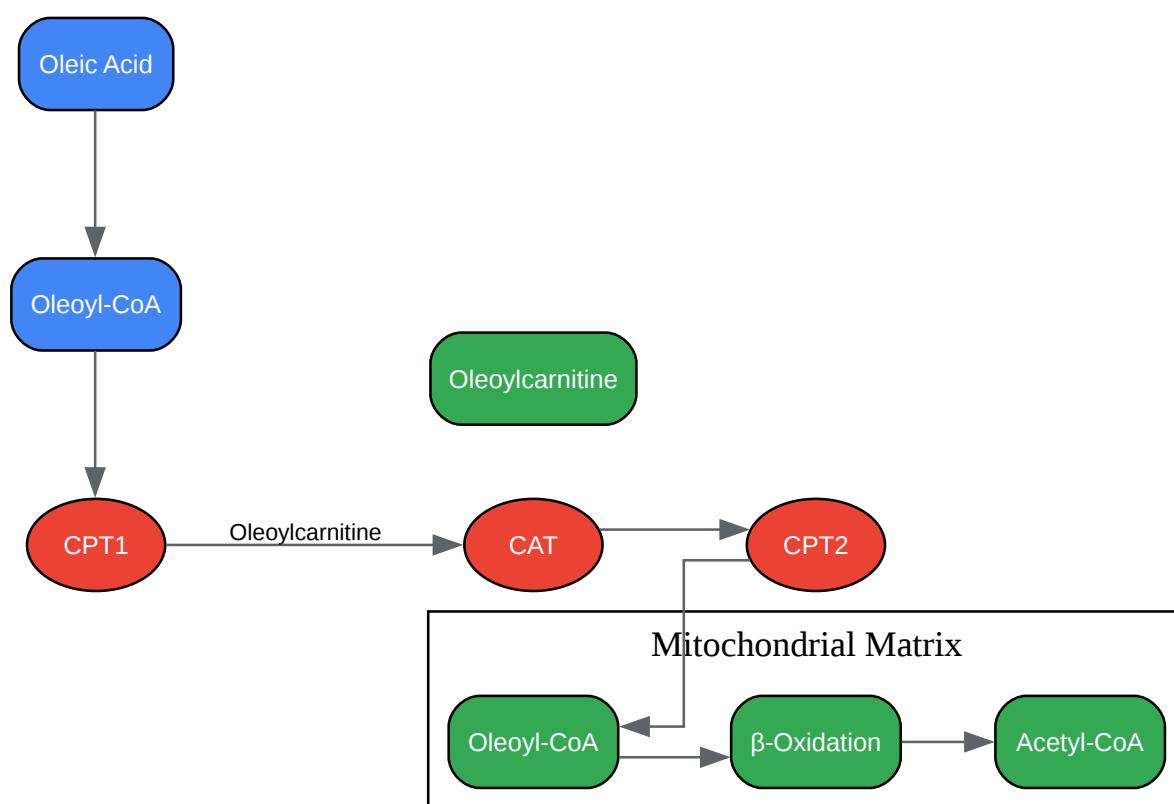 Oleic Acid
Oleoyl-CoA
Oleoylcarnitine
CPT1
Oleoylcarnitine
CAT
CPT2
Mitochondrial Matrix
Oleoyl-CoA
β-Oxidation
Acetyl-CoA